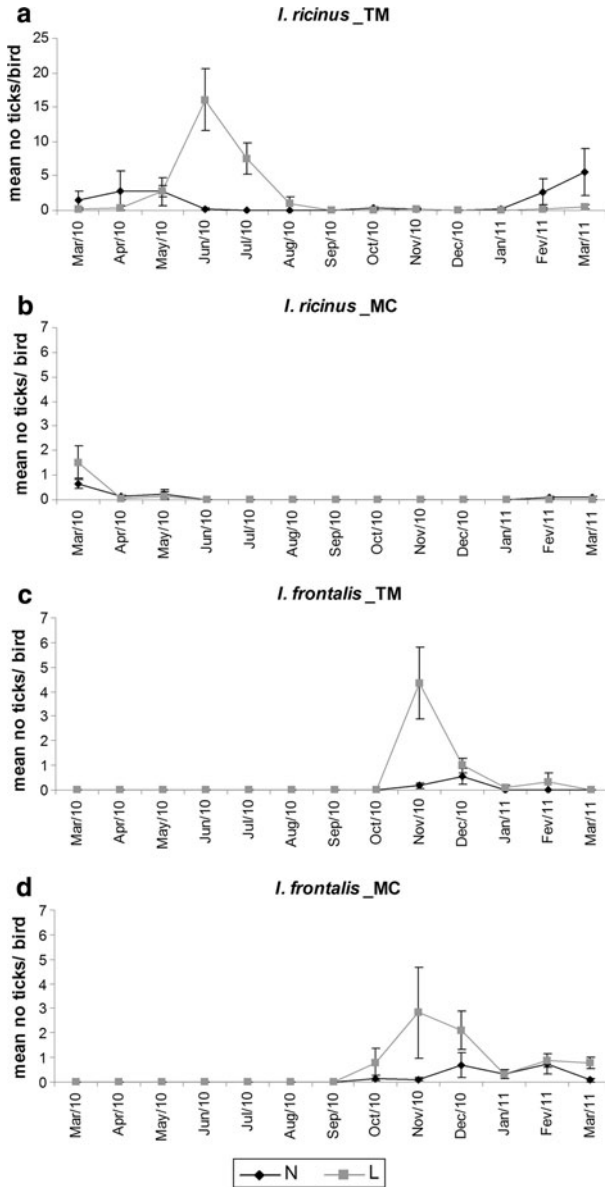 a
I. ricinus _TM
mean no ticks/bird
25
20
15
10
5
0
Mar/10
Apr/10
May/10
Jun/10
Jul/10
Aug/10
Sep/10
Oct/10
Nov/10
Dec/10
Jan/11
Fev/11
Mar/11
b
I. ricinus _MC
mean no ticks/ bird
7
6
5
4
3
2
1
0
Mar/10
Apr/10
May/10
Jun/10
Jul/10
Aug/10
Sep/10
Oct/10
Nov/10
Dec/10
Jan/11
Fev/11
Mar/11
c
I. frontalis _TM
mean no ticks/ bird
7
6
5
4
3
2
1
0
Mar/10
Apr/10
May/10
Jun/10
Jul/10
Aug/10
Sep/10
Oct/10
Nov/10
Dec/10
Jan/11
Fev/11
Mar/11
d
I. frontalis _MC
mean no ticks/ bird
7
6
5
4
3
2
1
0
Mar/10
Apr/10
May/10
Jun/10
Jul/10
Aug/10
Sep/10
Oct/10
Nov/10
Dec/10
Jan/11
Fev/11
Mar/11
N L